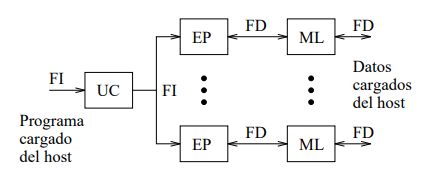 EP FD ML FD
FI UC FI
Datos
cargados
del host
Programa
cargado
del host
EP FD ML FD